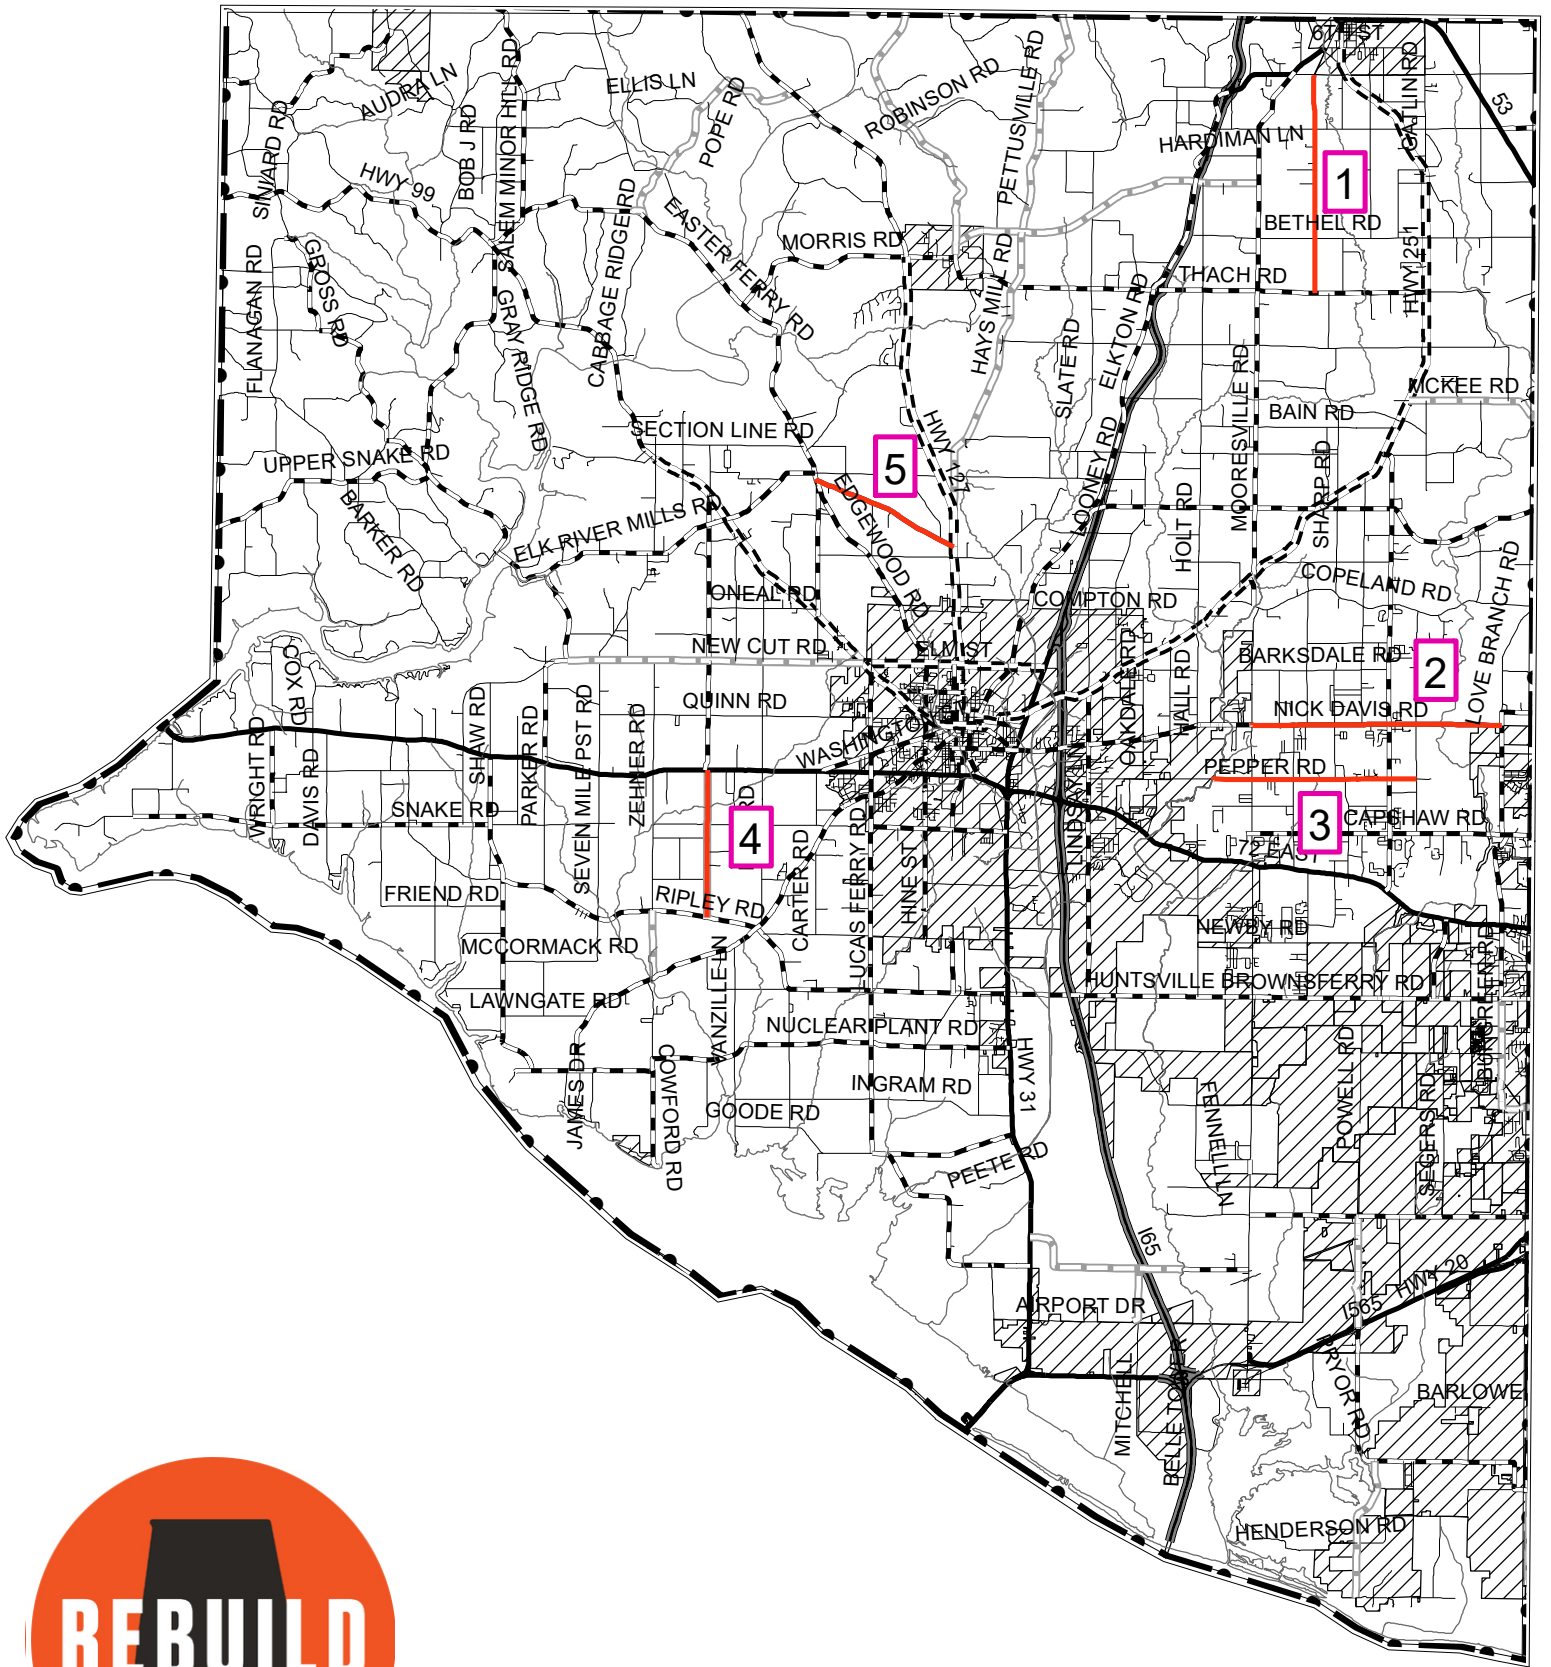 6TH ST
53
AUDRA LN
ELLIS LN
ROBINSON RD
PETTUSVILLE RD
GATLIN RD
SINIARD RD
BOB J RD
SALEM MINOR HILL RD
POPE RD
HARDIMAN LN
HWY 99
1
CABBAGE RIDGE RD
EASTER FERRY RD
MORRIS RD
HAYS MILL RD
BETHEL RD
GROSS RD
FLANAGAN RD
THACH RD
HWY 251
GRAY RIDGE RD
SLATE RD
ELKTON RD
MOORESVILLE RD
MCKEE RD
BAIN RD
SECTION LINE RD
HWY 127
5
UPPER SNAKE RD
LOONEY RD
SHARP RD
BARKER RD
ELK RIVER MILLS RD
EDGEWOOD RD
HOLT RD
COPELAND RD
LOVE BRANCH RD
ONEAL RD
COMPTON RD
NEW CUT RD
ELM ST
BARKSDALE RD
2
COX RD
QUINN RD
OAKDALE RD
HALL RD
NICK DAVIS RD
SHAW RD
PARKER RD
SEVEN MILE PST RD
ZEHNER RD
WASHINGTON
PEPPER RD
WRIGHT RD
DAVIS RD
SNAKE RD
RD
4
LINDSAY LN
3
CAPSHAW RD
72 EAST
CARTER RD
LUCAS FERRY RD
HINE ST
FRIEND RD
RIPLEY RD
NEWBY RD
MCCORMACK RD
VANZILLE LN
BURGREEN RD
LAWNGATE RD
HUNTSVILLE BROWNSFERRY RD
NUCLEAR PLANT RD
JAMES DR
COWFORD RD
HWY 31
INGRAM RD
GOODE RD
FENNELL LN
POWELL RD
SEGERS RD
PEETE RD
I65
HWY 20
I565
AIRPORT DR
MITCHELL
BELLE TOWER
PRYOR RD
BARLOWE
HENDERSON RD
REBUILD